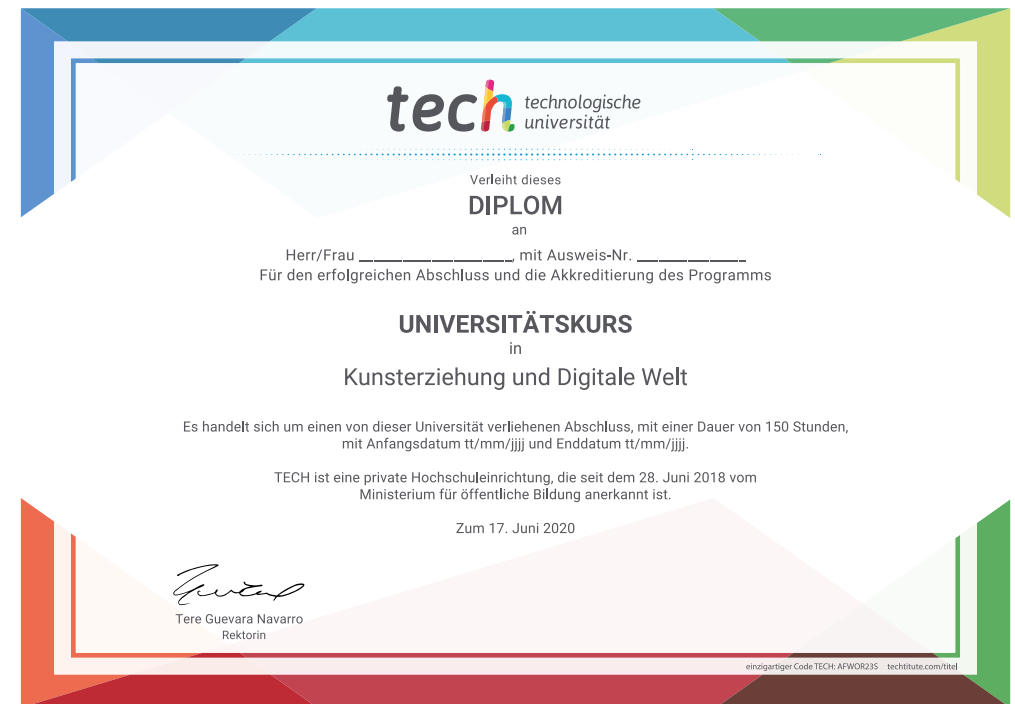 tech technologische
universität
Verleiht dieses
DIPLOM
an
Herr/Frau ____________________, mit Ausweis-Nr. ______________
Für den erfolgreichen Abschluss und die Akkreditierung des Programms
UNIVERSITÄTSKURS
in
Kunsterziehung und Digitale Welt
Es handelt sich um einen von dieser Universität verliehenen Abschluss, mit einer Dauer von 150 Stunden,
mit Anfangsdatum tt/mm/jjjj und Enddatum tt/mm/jjjj.
TECH ist eine private Hochschuleinrichtung, die seit dem 28. Juni 2018 vom
Ministerium für öffentliche Bildung anerkannt ist.
Zum 17. Juni 2020
Tere Guevara Navarro
Rektorin
einzigartiger Code TECH: AFWOR23S techtitute.com/titel